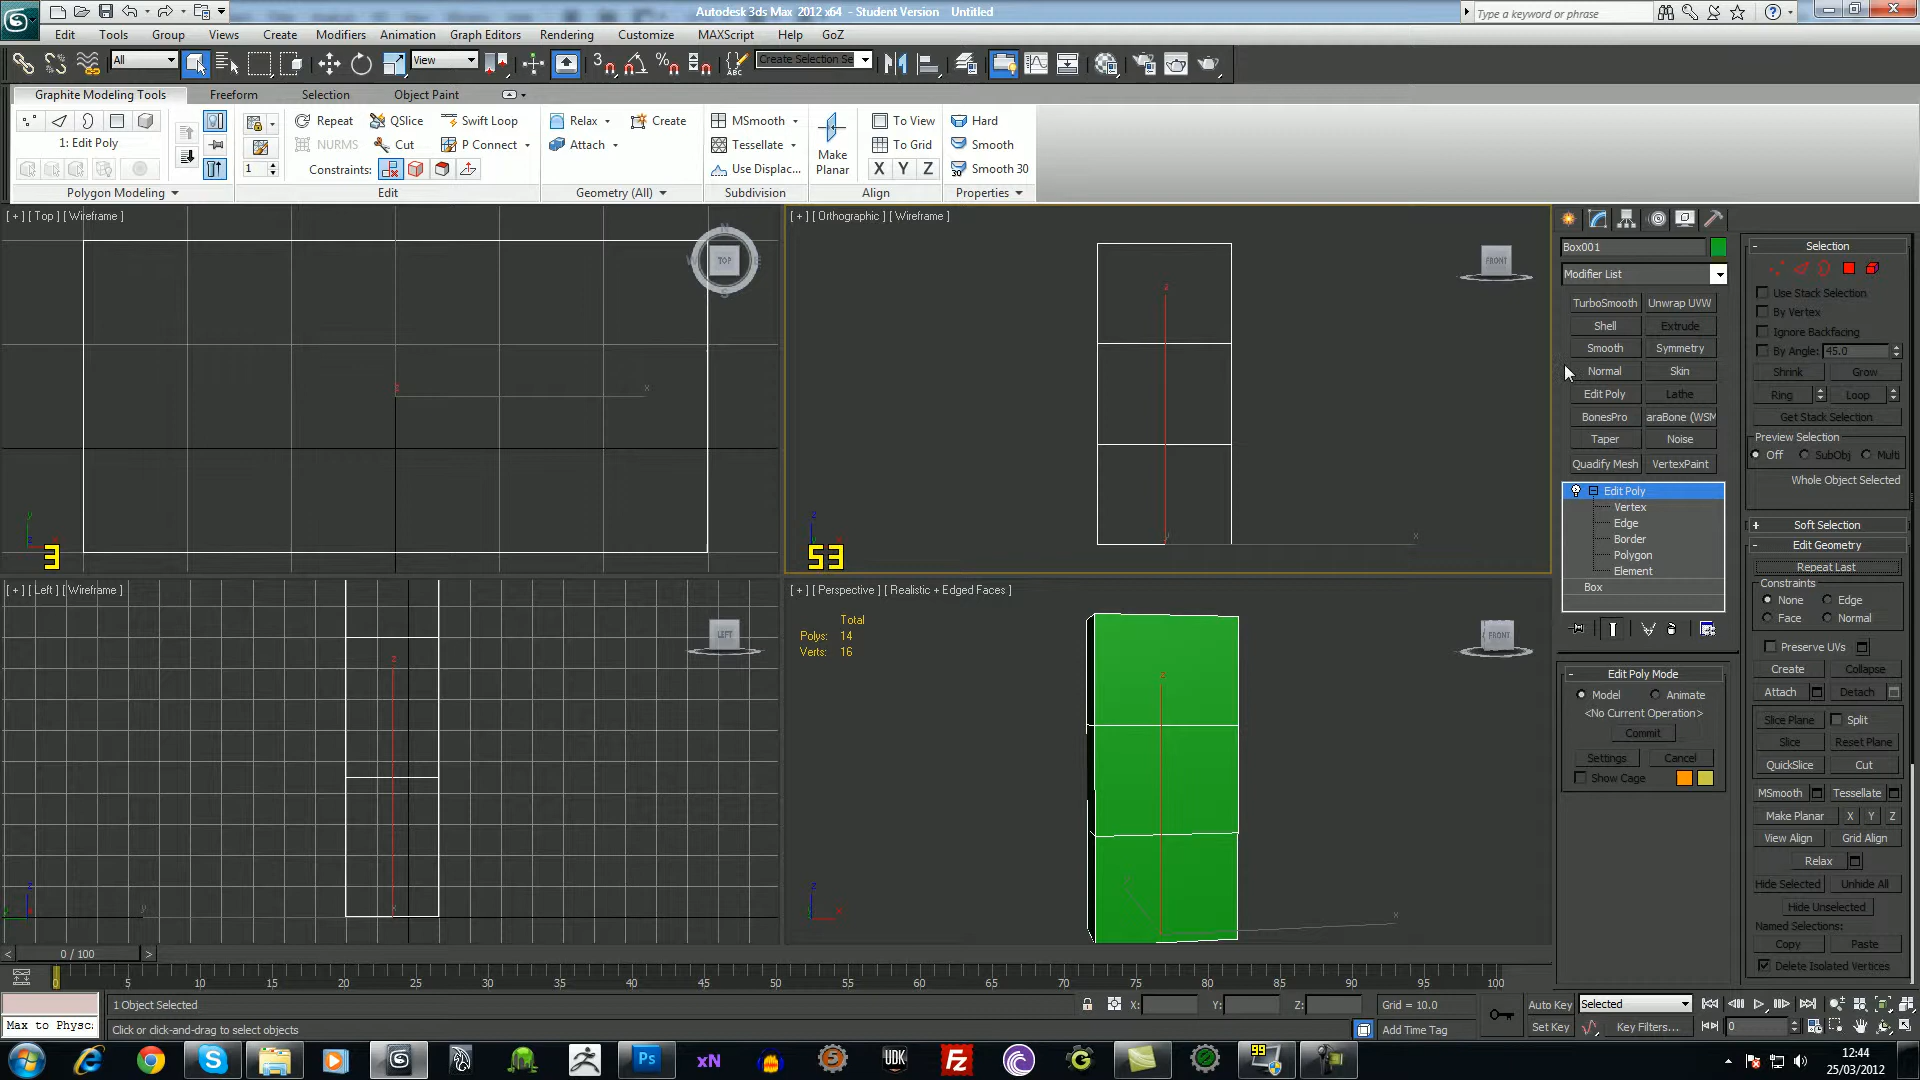 Autodesk 3ds Max 2012 x64 - Student Version Untitled
Type a keyword or phrase
Edit Tools Group Views Create Modifiers Animation Graph Editors Rendering Customize MAXScript Help GoZ
All View Create Selection Se
Graphite Modeling Tools Freeform Selection Object Paint
Repeat QSlice Swift Loop Relax Create MSmooth To View Hard
1: Edit Poly NURMS Cut P Connect Attach Tessellate Make Planar To Grid Smooth
1 Constraints: Use Displac... X Y Z Smooth 30
Polygon Modeling Edit Geometry (All) Subdivision Align Properties
[ + ] [ Top ] [ Wireframe ]
TOP
3
[ + ] [ Orthographic ] [ Wireframe ]
FRONT
53
[ + ] [ Left ] [ Wireframe ]
LEFT
[ + ] [ Perspective ] [ Realistic + Edged Faces ]
Total
Polys: 14
Verts: 16
FRONT
Box001
Modifier List
TurboSmooth Unwrap UVW
Shell Extrude
Smooth Symmetry
Normal Skin
Edit Poly Lathe
BonesPro araBone (WSM
Taper Noise
Quadify Mesh VertexPaint
Edit Poly
Vertex
Edge
Border
Polygon
Element
Box
Edit Poly Mode
Model Animate
<No Current Operation>
Commit
Settings Cancel
Show Cage
Selection
Use Stack Selection
By Vertex
Ignore Backfacing
By Angle: 45.0
Shrink Grow
Ring Loop
Get Stack Selection
Preview Selection
Off SubObj Multi
Whole Object Selected
Soft Selection
Edit Geometry
Repeat Last
Constraints
None Edge
Face Normal
Preserve UVs
Create Collapse
Attach Detach
Slice Plane Split
Slice Reset Plane
QuickSlice Cut
MSmooth Tessellate
Make Planar X Y Z
View Align Grid Align
Relax
Hide Selected Unhide All
Hide Unselected
Named Selections:
Copy Paste
Delete Isolated Vertices
0 / 100
0 5 10 15 20 25 30 35 40 45 50 55 60 65 70 75 80 85 90 95 100
1 Object Selected X: Y: Z: Grid = 10.0 Auto Key Selected
Max to Physc: Click or click-and-drag to select objects Add Time Tag Set Key Key Filters... 0
Ps xN 5 UDK Fz G 99
12:44
25/03/2012